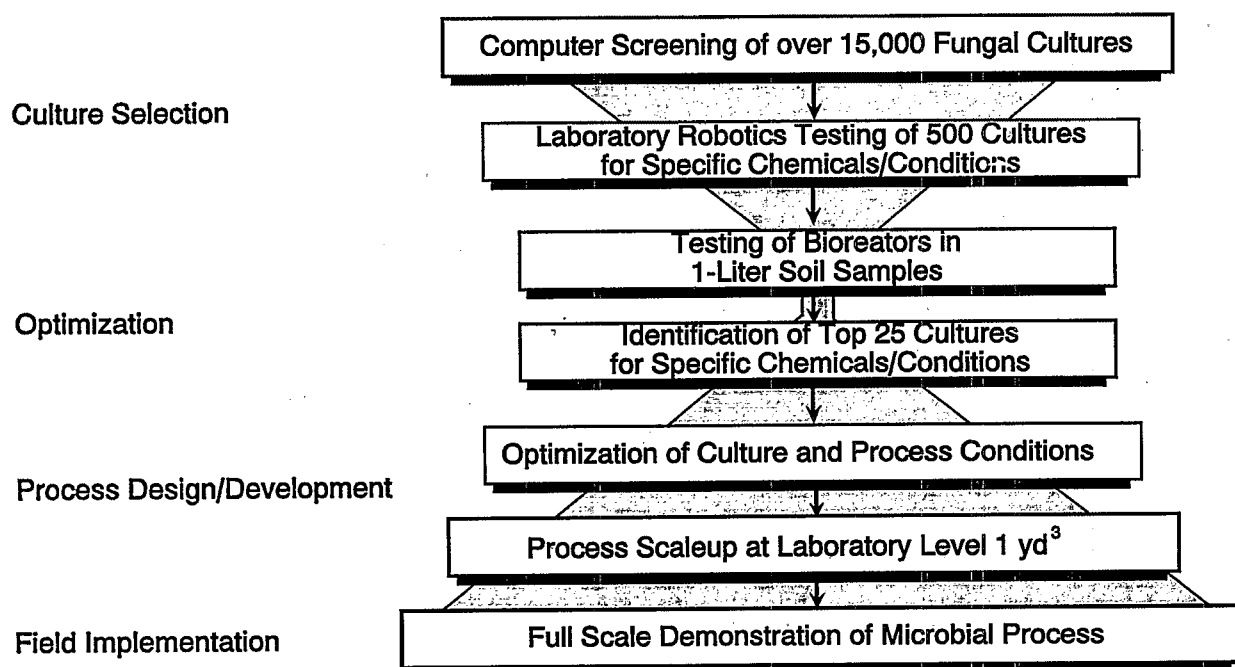 Computer Screening of over 15,000 Fungal Cultures
Culture Selection
Laboratory Robotics Testing of 500 Cultures
for Specific Chemicals/Conditions
Testing of Bioreators in
1-Liter Soil Samples
Optimization
Identification of Top 25 Cultures
for Specific Chemicals/Conditions
Optimization of Culture and Process Conditions
Process Design/Development
Process Scaleup at Laboratory Level 1 yd³
Field Implementation
Full Scale Demonstration of Microbial Process